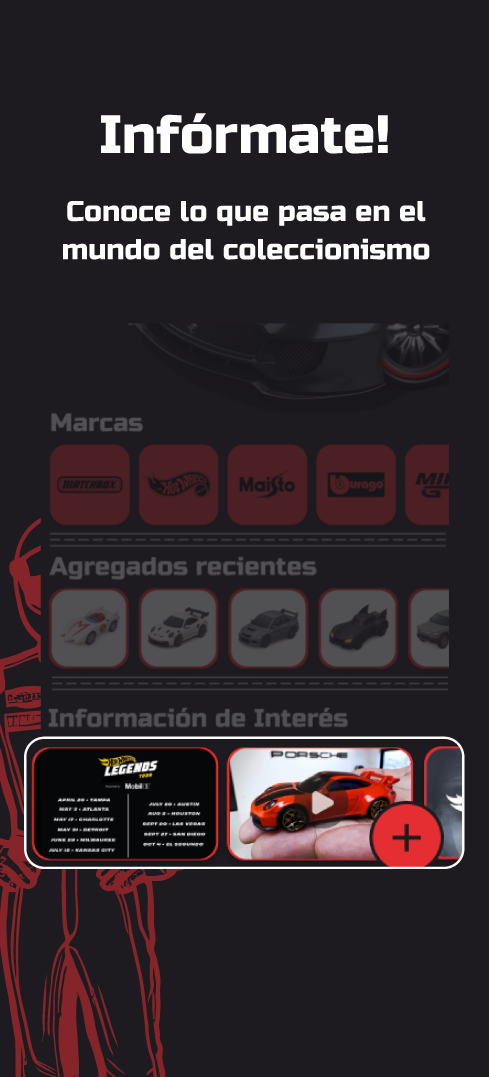 Infórmate!
Conoce lo que pasa en el
mundo del coleccionismo
Marcas
MATCHBOX
Hot Wheels
Maisto
Burago
MINI
G
Agregados recientes
Información de Interés
Hot Wheels
LEGENDS
TOUR
Mobil 1
APRIL 26 • TAMPA
MAY 3 • ATLANTA
MAY 17 • CHARLOTTE
MAY 31 • DETROIT
JUNE 28 • MILWAUKEE
JULY 19 • KANSAS CITY
JULY 26 • AUSTIN
AUG 2 • HOUSTON
SEPT 20 • LAS VEGAS
SEPT 27 • SAN DIEGO
OCT 4 • EL SEGUNDO
PORSCHE
+